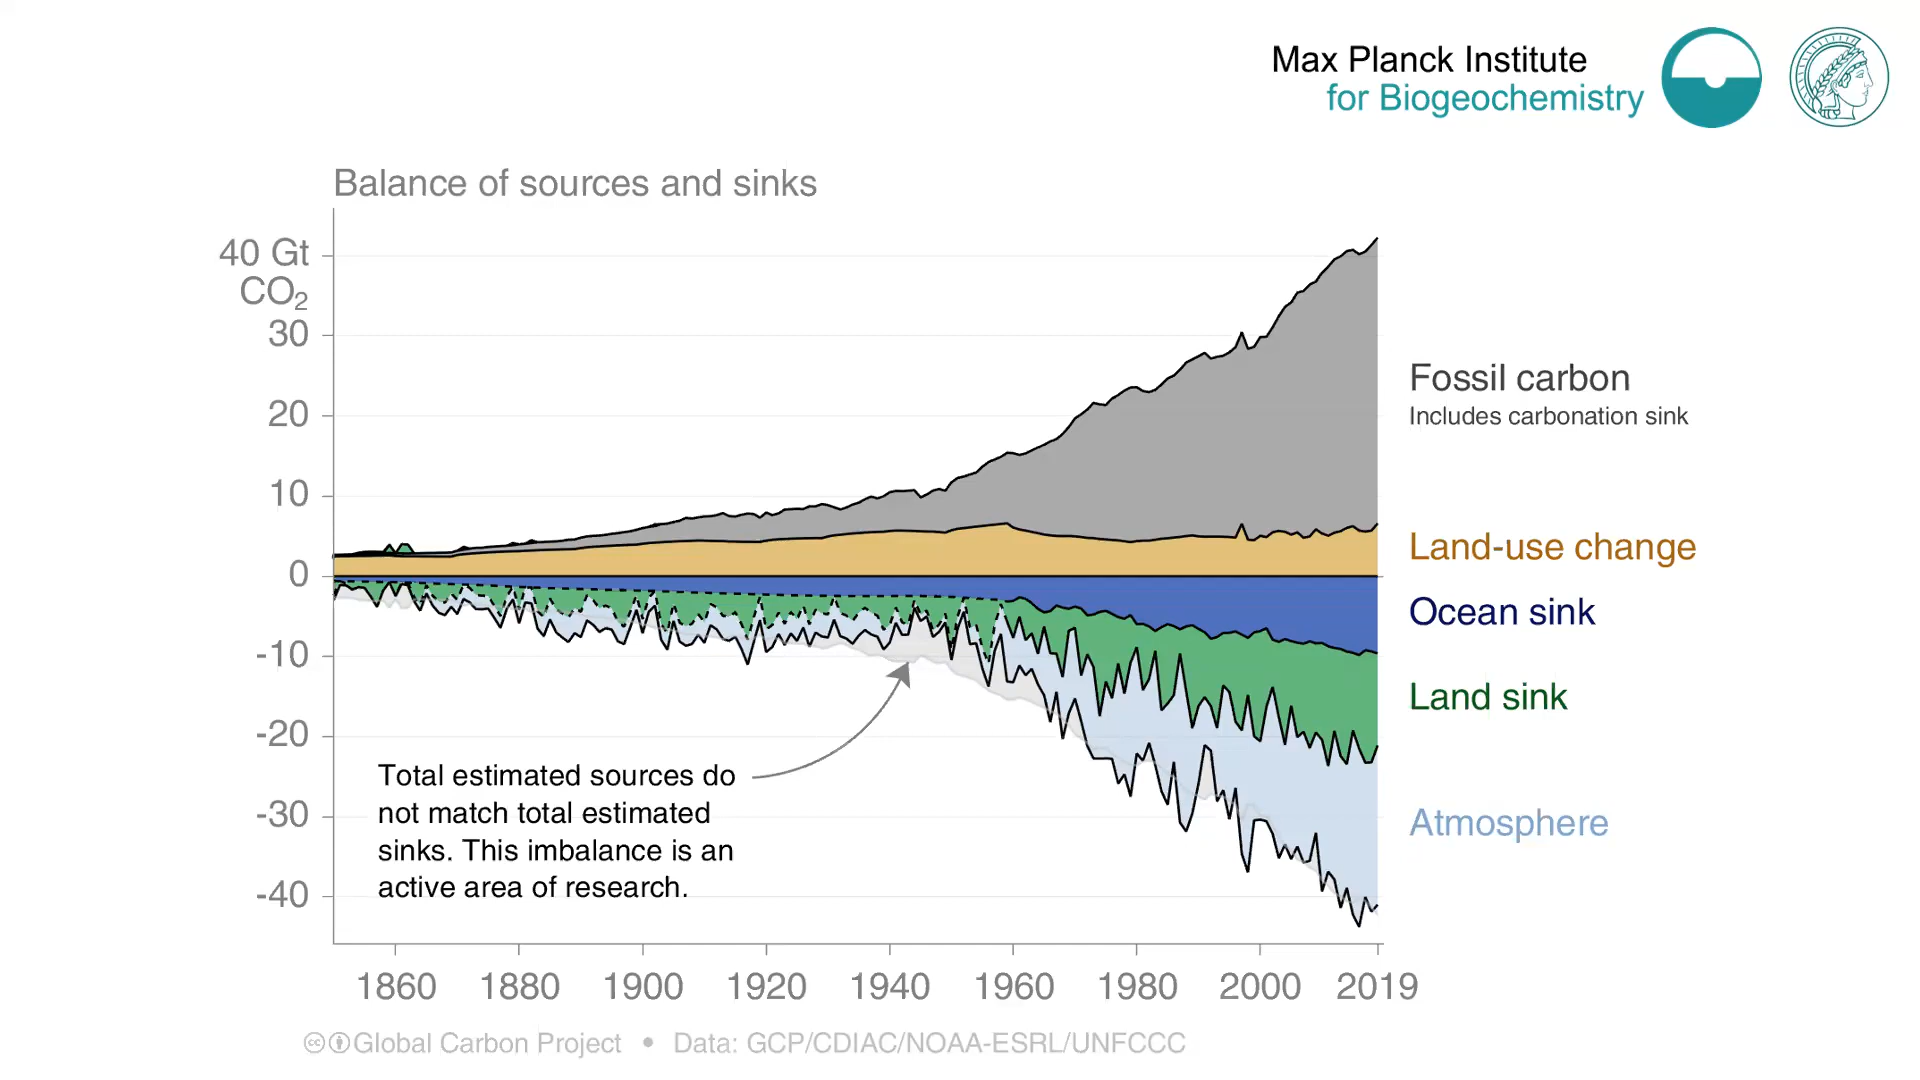 Max Planck Institute
for Biogeochemistry
Balance of sources and sinks
40 Gt
CO₂
30
20
10
0
-10
-20
-30
-40
Fossil carbon
Includes carbonation sink
Land-use change
Ocean sink
Land sink
Atmosphere
Total estimated sources do
not match total estimated
sinks. This imbalance is an
active area of research.
1860 1880 1900 1920 1940 1960 1980 2000 2019
Global Carbon Project • Data: GCP/CDIAC/NOAA-ESRL/UNFCCC